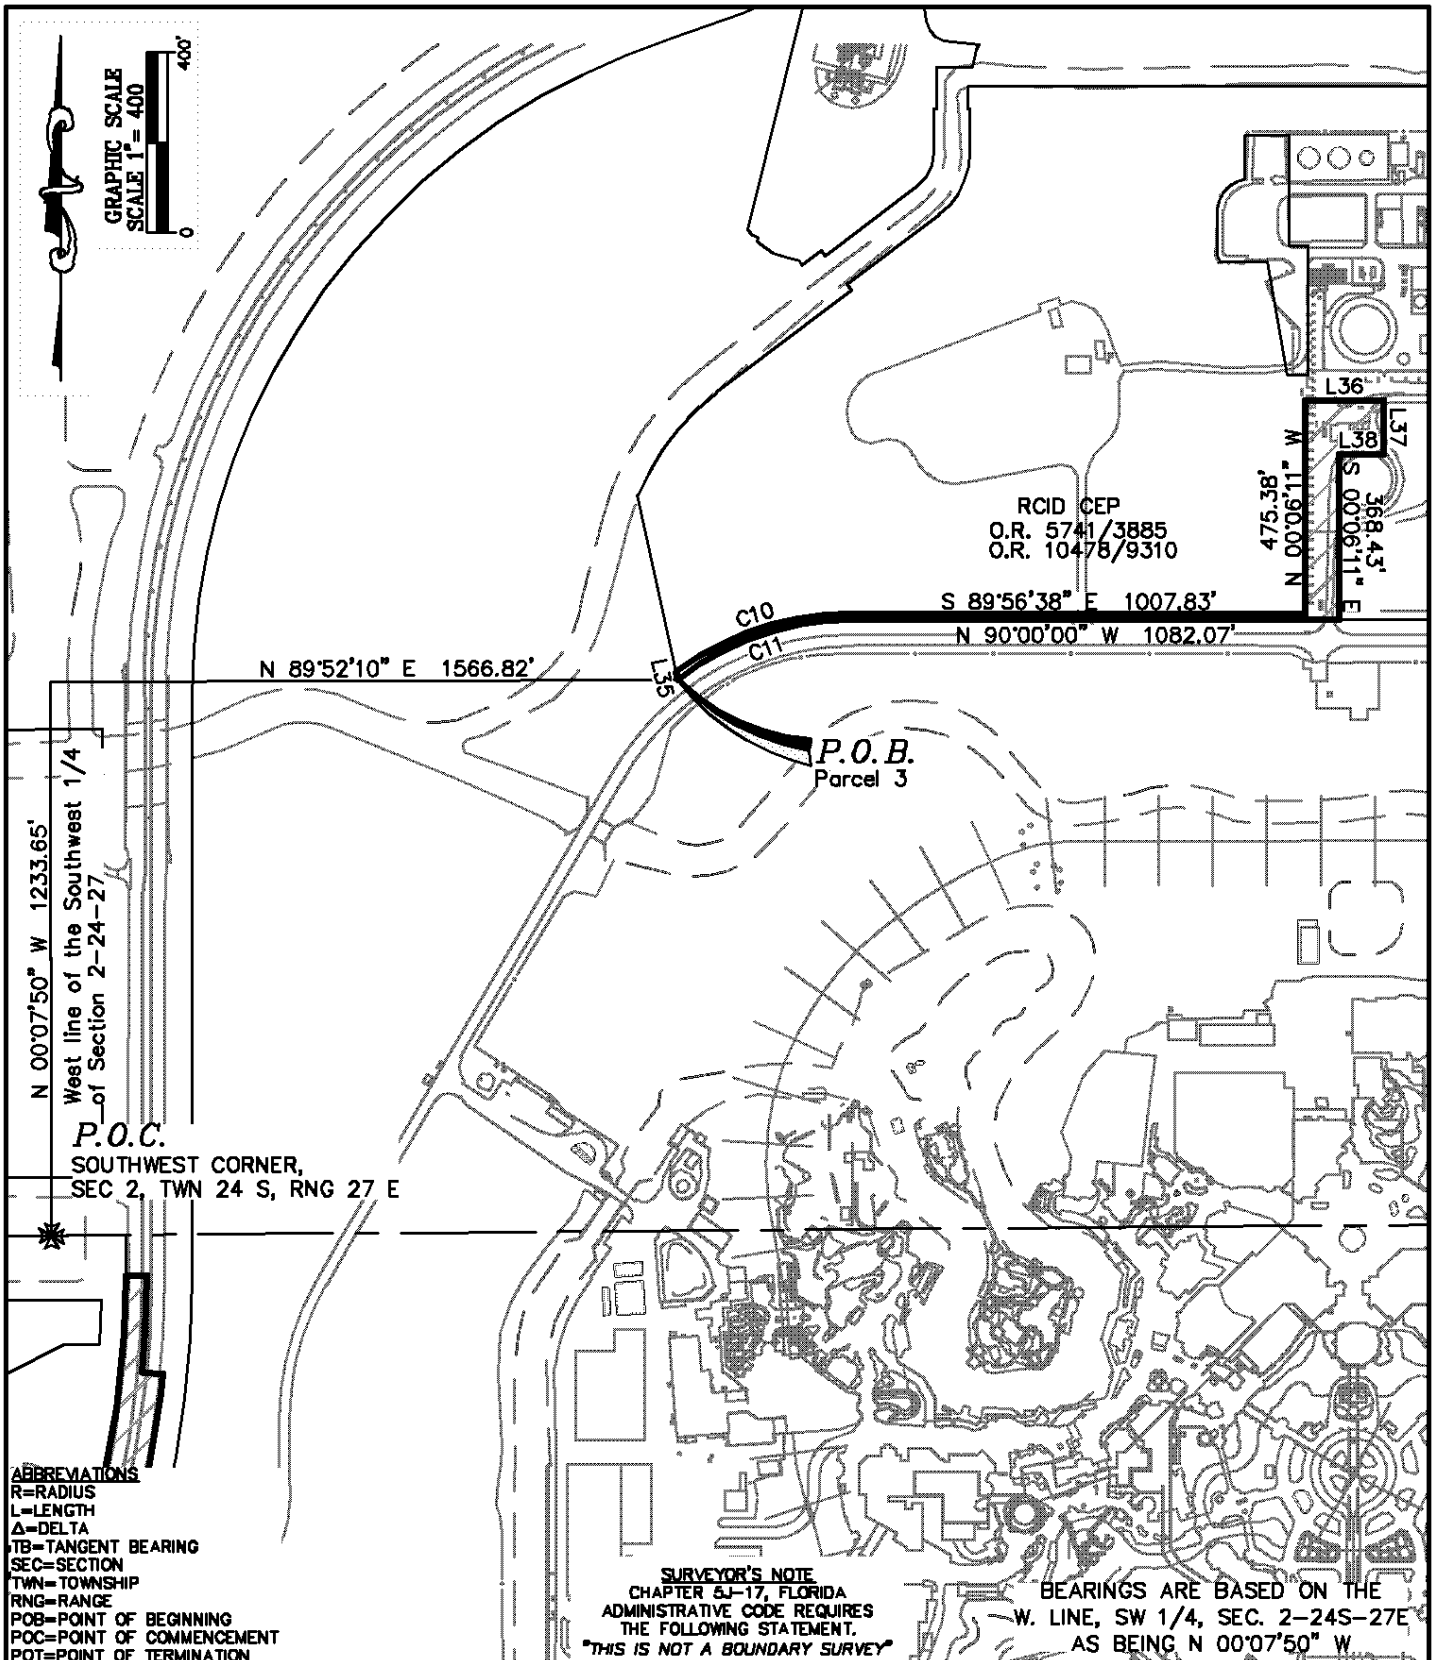 GRAPHIC SCALE
SCALE 1"= 400
0
400'
L36
L37
L38
475.38'
N 00°06'11" W
368.43'
S 00°06'11" E
RCID CEP
O.R. 5741/3885
O.R. 10478/9310
S 89°56'38" E 1007.83'
N 90°00'00" W 1082.07'
C10
C11
L35
N 89°52'10" E 1566.82'
P.O.B.
Parcel 3
N 00°07'50" W 1233.65'
West line of the Southwest 1/4
of Section 2-24-27
P.O.C.
SOUTHWEST CORNER,
SEC 2, TWN 24 S, RNG 27 E
ABBREVIATIONS
R=RADIUS
L=LENGTH
Δ=DELTA
TB=TANGENT BEARING
SEC=SECTION
TWN=TOWNSHIP
RNG=RANGE
POB=POINT OF BEGINNING
POC=POINT OF COMMENCEMENT
POT=POINT OF TERMINATION
SURVEYOR'S NOTE
CHAPTER 5J-17, FLORIDA
ADMINISTRATIVE CODE REQUIRES
THE FOLLOWING STATEMENT.
"THIS IS NOT A BOUNDARY SURVEY"
BEARINGS ARE BASED ON THE
W. LINE, SW 1/4, SEC. 2-24S-27E
AS BEING N 00°07'50" W